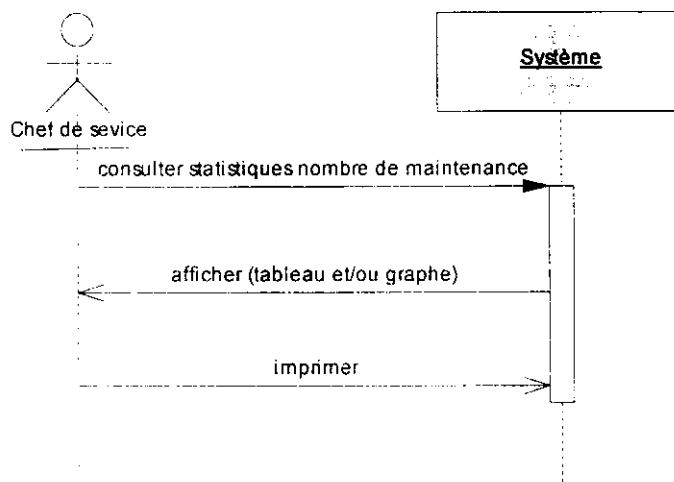 Système
Chef de sevice
consulter statistiques nombre de maintenance
afficher (tableau et/ou graphe)
imprimer